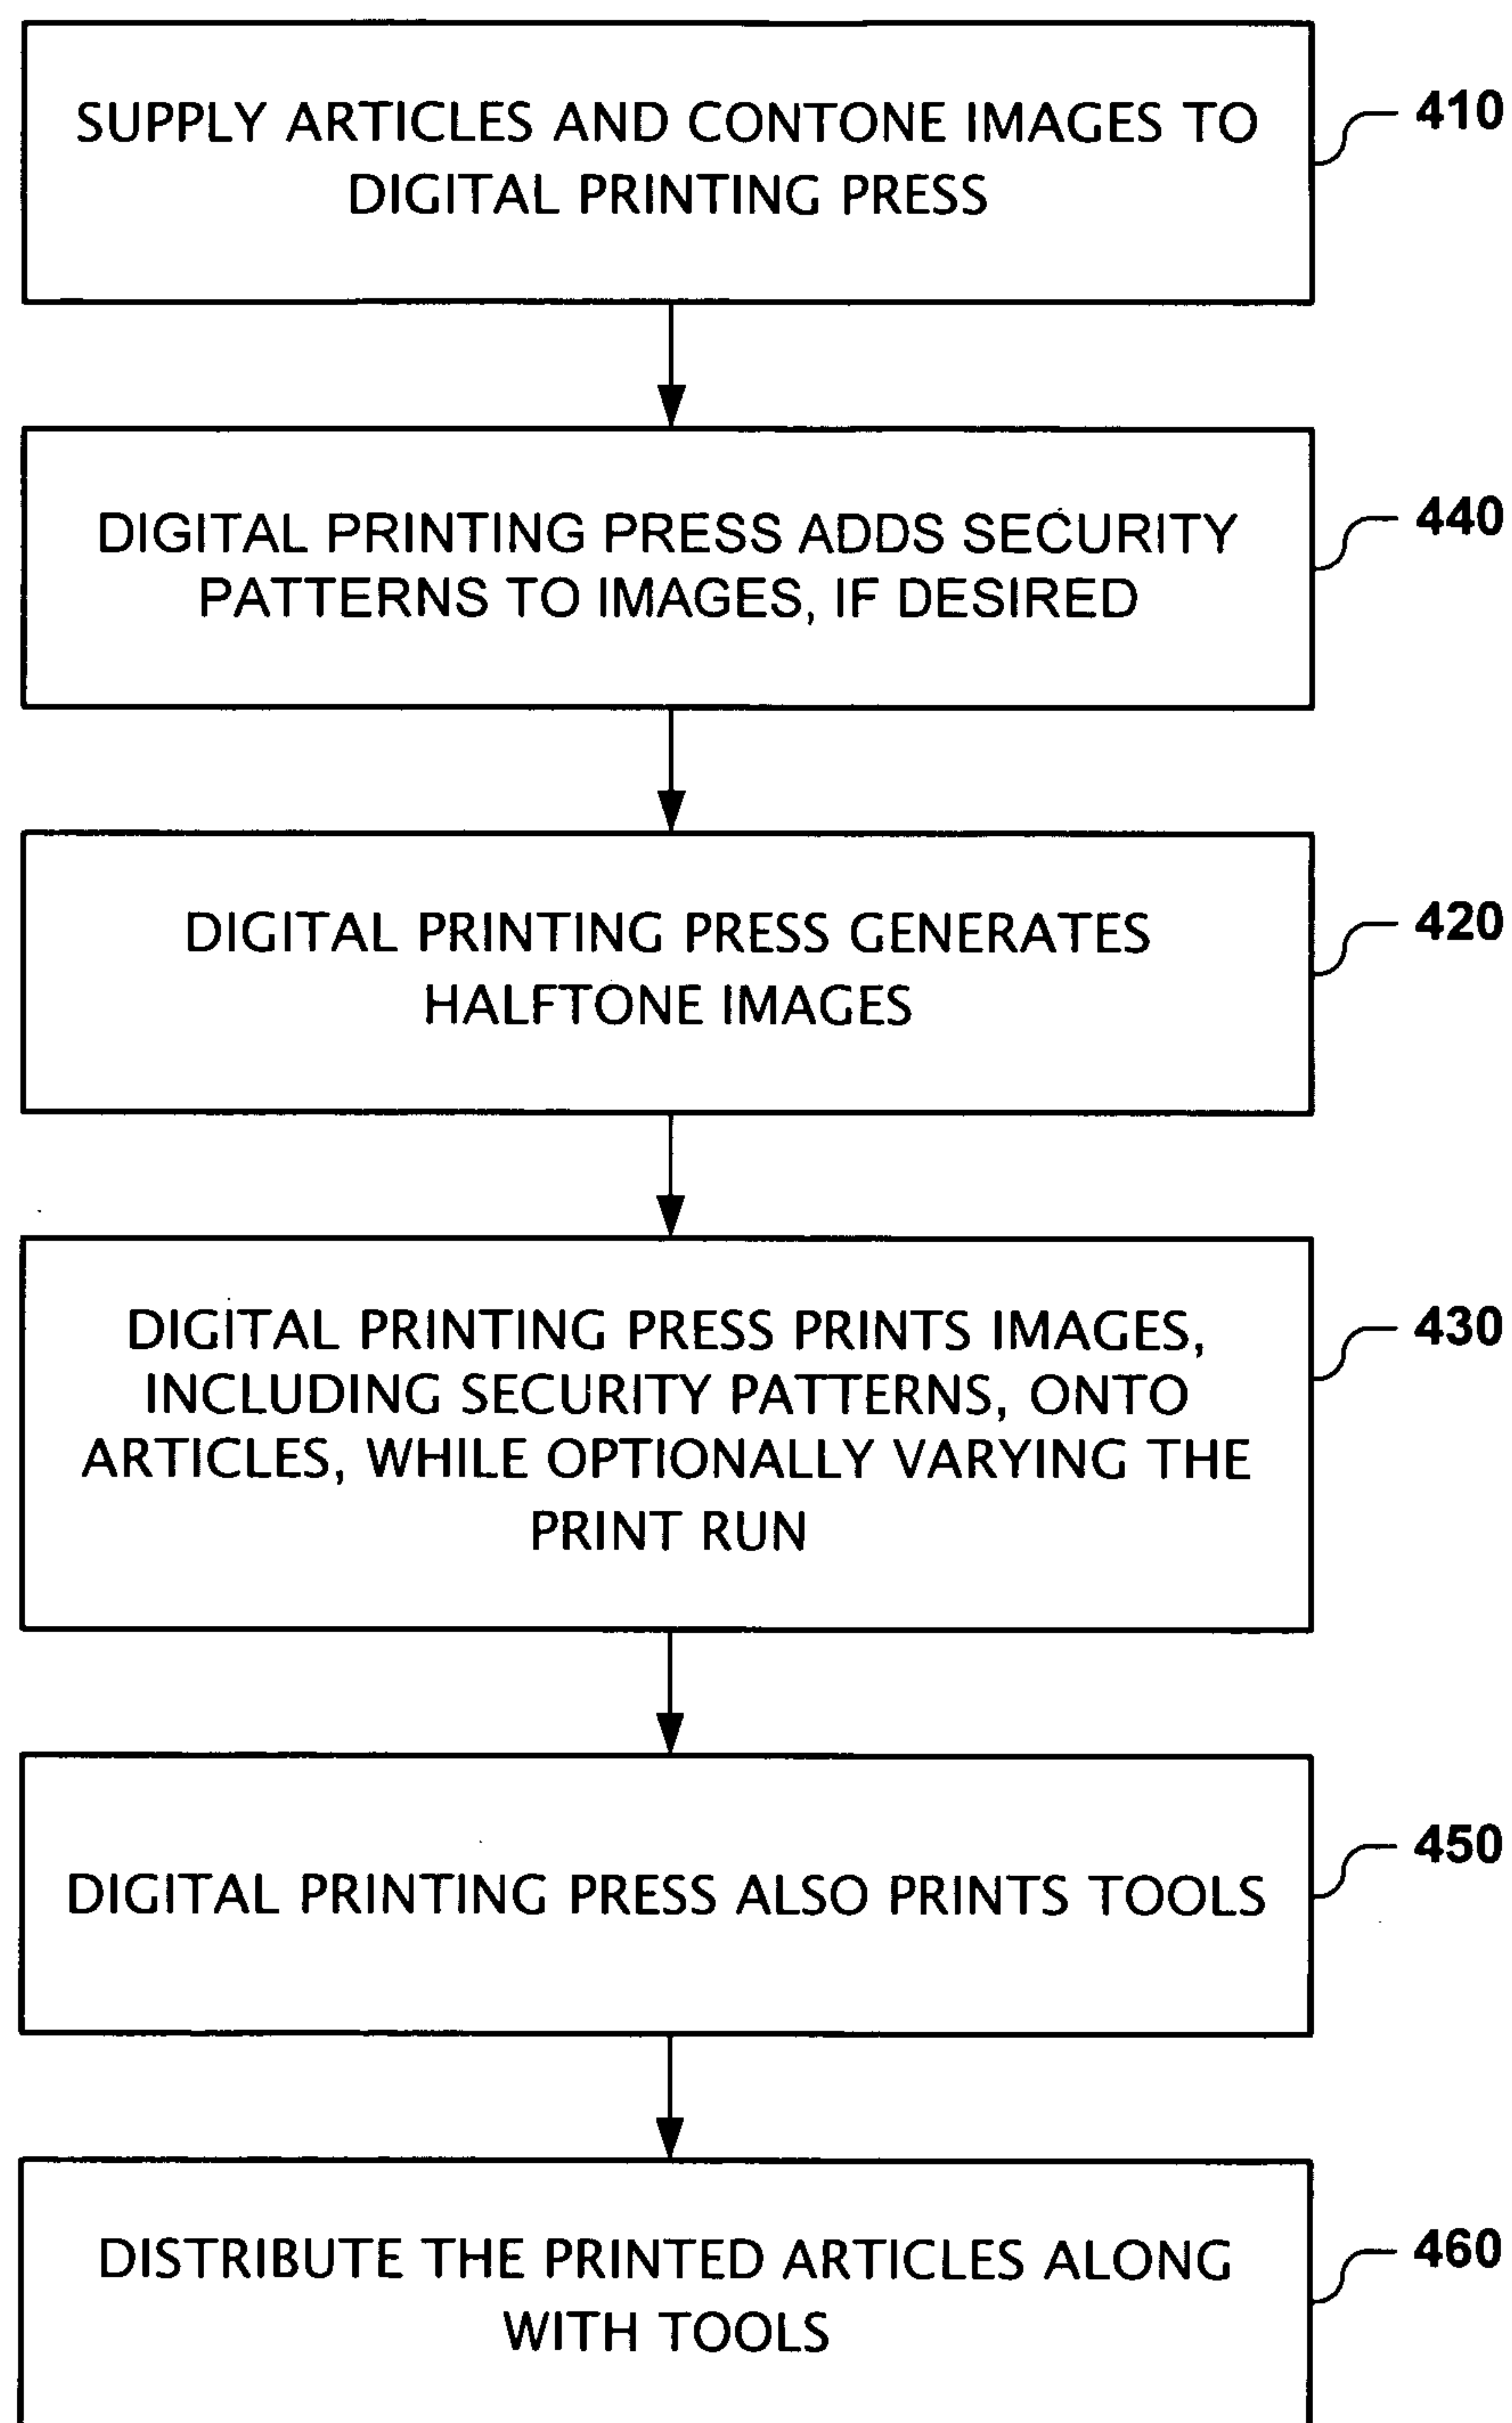 SUPPLY ARTICLES AND CONTONE IMAGES TO
DIGITAL PRINTING PRESS
410
DIGITAL PRINTING PRESS ADDS SECURITY
PATTERNS TO IMAGES, IF DESIRED
440
DIGITAL PRINTING PRESS GENERATES
HALFTONE IMAGES
420
DIGITAL PRINTING PRESS PRINTS IMAGES,
INCLUDING SECURITY PATTERNS, ONTO
ARTICLES, WHILE OPTIONALLY VARYING THE
PRINT RUN
430
DIGITAL PRINTING PRESS ALSO PRINTS TOOLS
450
DISTRIBUTE THE PRINTED ARTICLES ALONG
WITH TOOLS
460